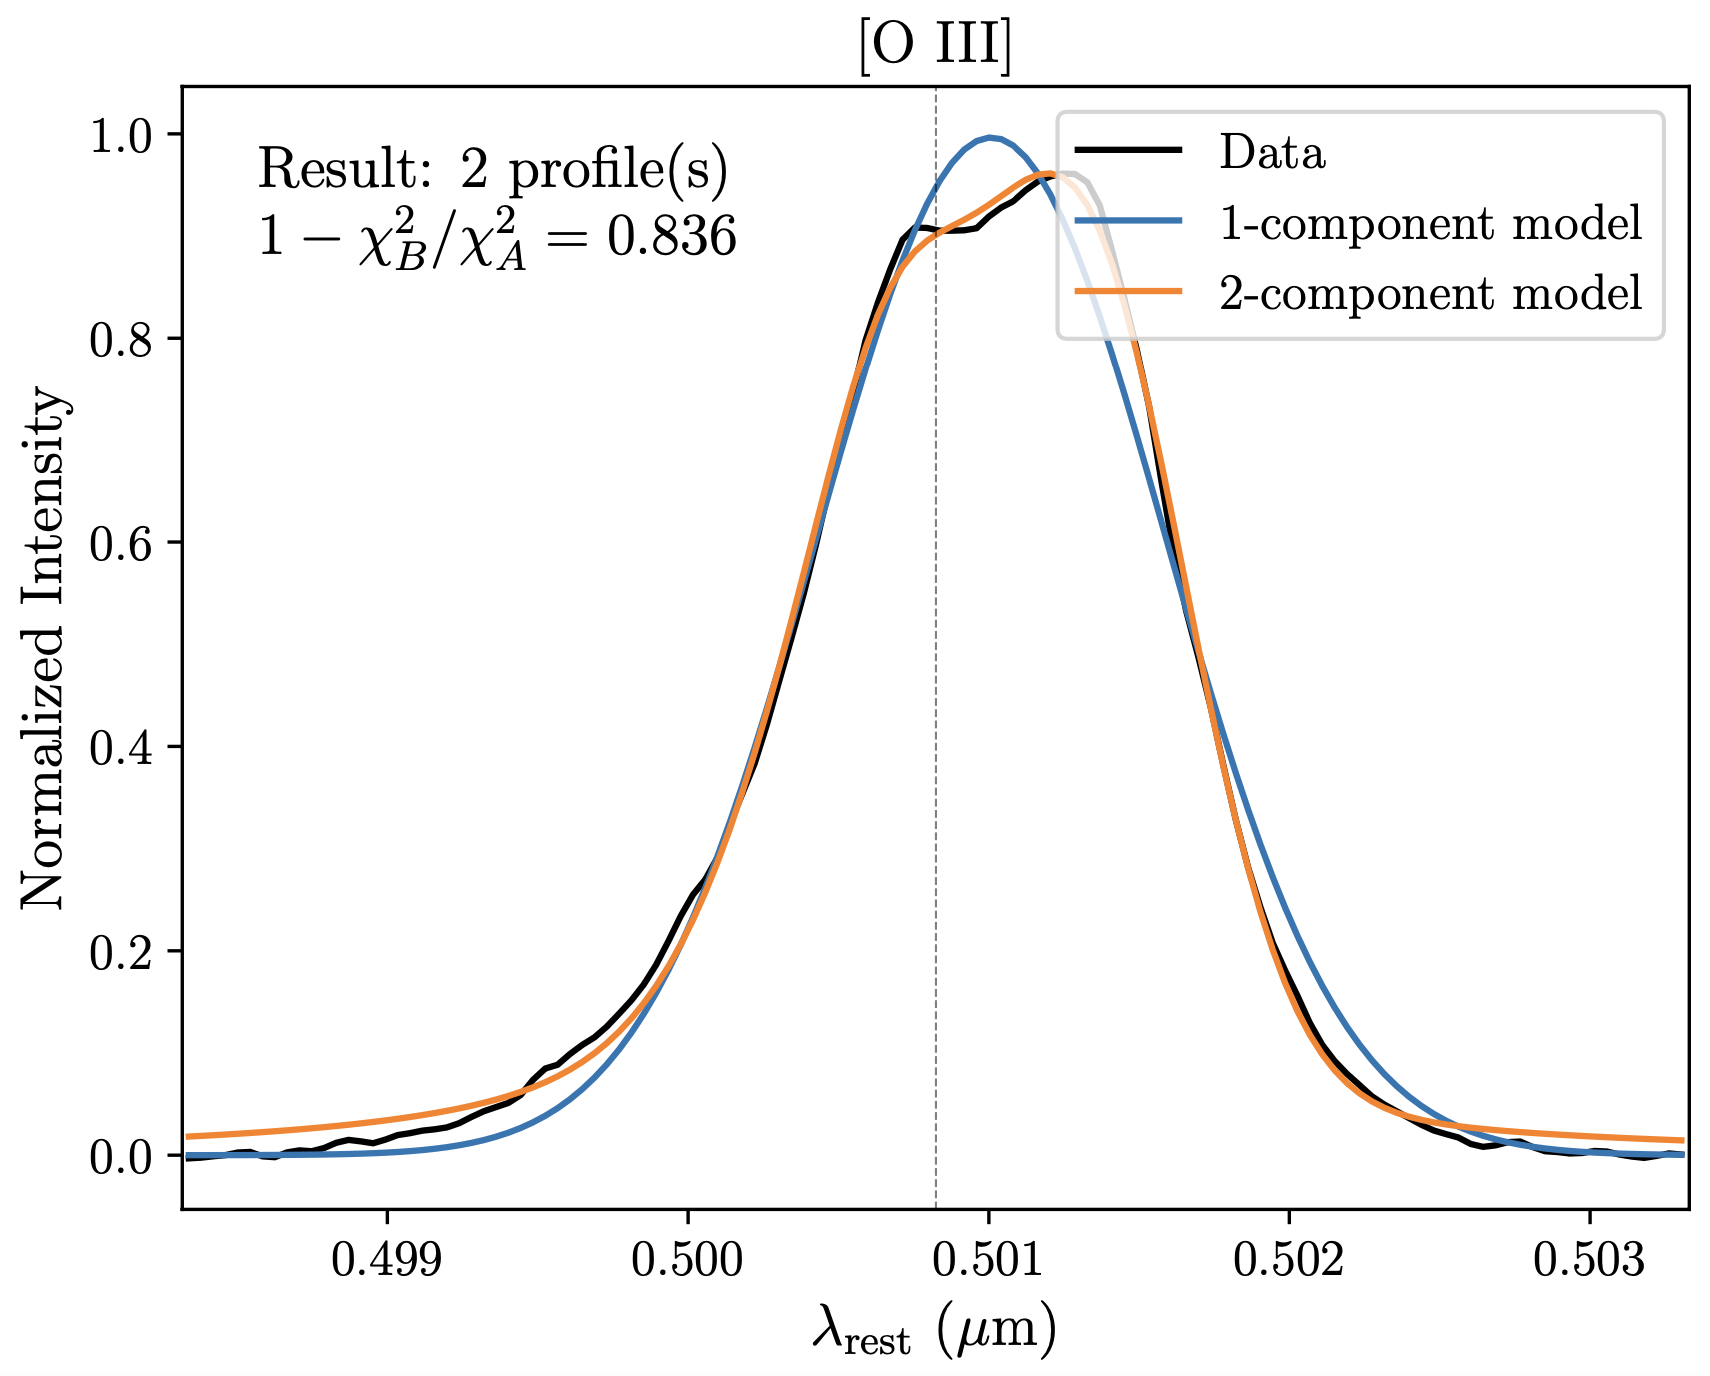 [O III]
Result: 2 profile(s)
1 − χ²_B/χ²_A = 0.836
Data
1-component model
2-component model
Normalized Intensity
1.0
0.8
0.6
0.4
0.2
0.0
0.499 0.500 0.501 0.502 0.503
λ_rest (μm)